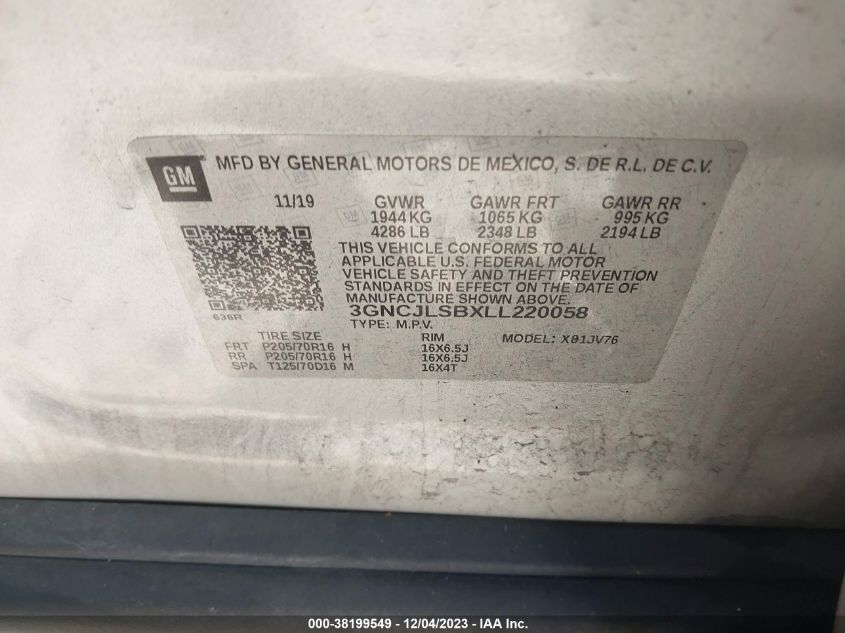 GM
MFD BY GENERAL MOTORS DE MEXICO, S. DE R.L. DE C.V.
11/19 GVWR GAWR FRT GAWR RR
1944 KG 1065 KG 995 KG
4286 LB 2348 LB 2194 LB
THIS VEHICLE CONFORMS TO ALL
APPLICABLE U.S. FEDERAL MOTOR
VEHICLE SAFETY AND THEFT PREVENTION
STANDARDS IN EFFECT ON THE DATE OF
MANUFACTURE SHOWN ABOVE.
3GNCJLSBXLL220058
636R
TYPE: M.P.V.
TIRE SIZE RIM MODEL: X01JV76
FRT P205/70R16 H 16X6.5J
RR P205/70R16 H 16X6.5J
SPA T125/70D16 M 16X4T
000-38199549 - 12/04/2023 - IAA Inc.